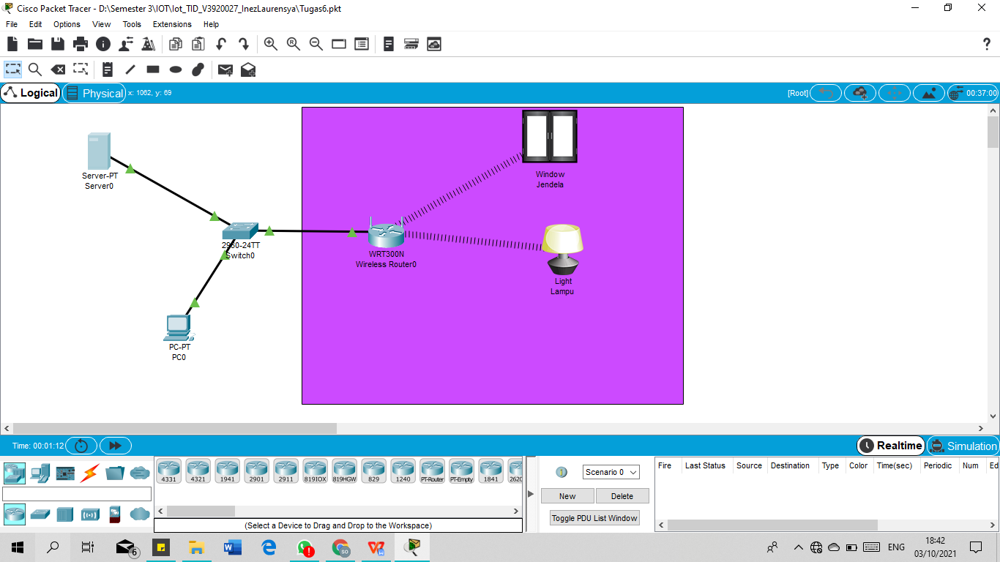 Cisco Packet Tracer - D:\Semester 3\IOT\Iot_TID_V3920027_InezLaurensya\Tugas6.pkt
File Edit Options View Tools Extensions Help
Logical Physical x: 1062, y: 69 [Root] 00:37:00
Server-PT
Server0
2960-24TT
Switch0
PC-PT
PC0
WRT300N
Wireless Router0
Window
Jendela
Light
Lampu
Time: 00:01:12 Realtime Simulation
4331 4321 1941 2901 2911 819IOX 819HGW 829 1240 PT-Router PT-Empty 1841 2620
(Select a Device to Drag and Drop to the Workspace)
Scenario 0
New Delete
Toggle PDU List Window
Fire Last Status Source Destination Type Color Time(sec) Periodic Num Ed
6 ENG 18:42
03/10/2021